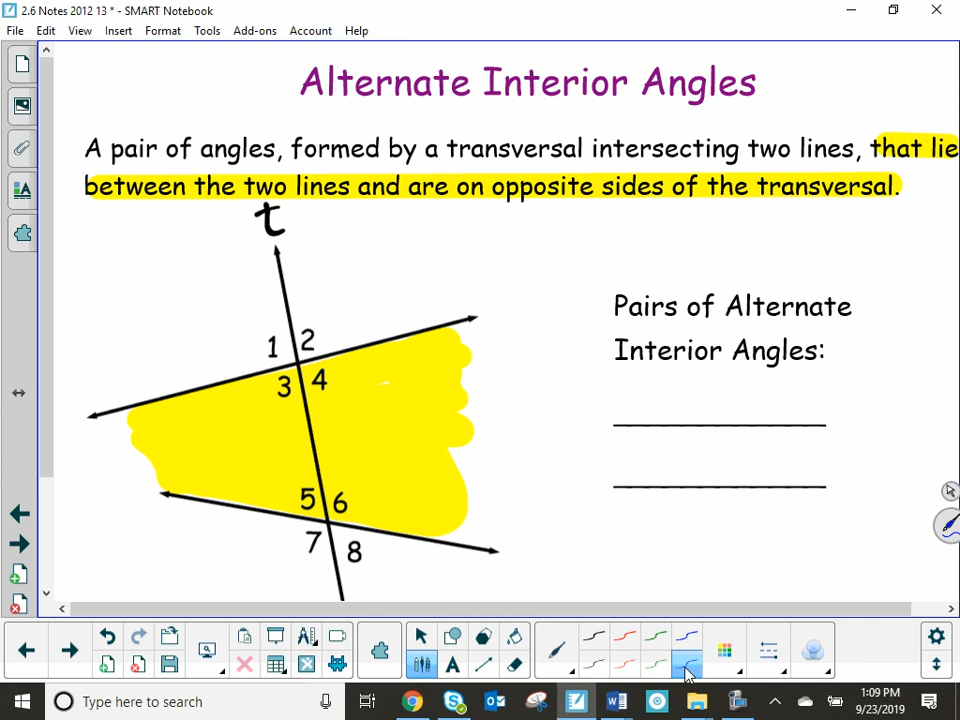 2.6 Notes 2012 13 * - SMART Notebook
File Edit View Insert Format Tools Add-ons Account Help
Alternate Interior Angles
A pair of angles, formed by a transversal intersecting two lines, that lie
between the two lines and are on opposite sides of the transversal.
t
1 2
3 4
5 6
7 8
Pairs of Alternate
Interior Angles:
Type here to search
1:09 PM
9/23/2019